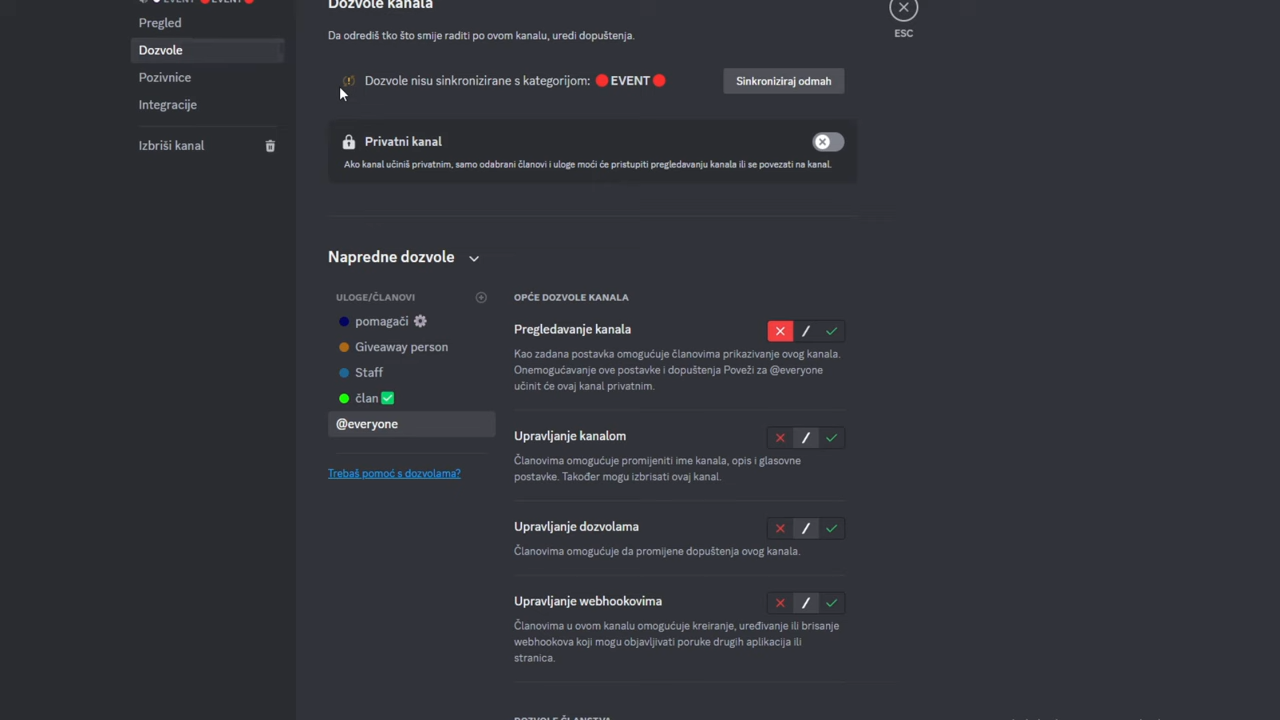 EVENT EVENT
Dozvole kanala
Pregled
ESC
Da odrediš tko što smije raditi po ovom kanalu, uredi dopuštenja.
Dozvole
Pozivnice
Dozvole nisu sinkronizirane s kategorijom: 🔴EVENT🔴
Sinkroniziraj odmah
Integracije
Izbriši kanal
Privatni kanal
Ako kanal učiniš privatnim, samo odabrani članovi i uloge moći će pristupiti pregledavanju kanala ili se povezati na kanal.
Napredne dozvole
ULOGE/ČLANOVI
pomagači
Giveaway person
Staff
član ✅
@everyone
Trebaš pomoć s dozvolama?
OPĆE DOZVOLE KANALA
Pregledavanje kanala
Kao zadana postavka omogućuje članovima prikazivanje ovog kanala.
Onemogućavanje ove postavke i dopuštenja Poveži za @everyone
učinit će ovaj kanal privatnim.
Upravljanje kanalom
Članovima omogućuje promijeniti ime kanala, opis i glasovne
postavke. Također mogu izbrisati ovaj kanal.
Upravljanje dozvolama
Članovima omogućuje da promijene dopuštenja ovog kanala.
Upravljanje webhookovima
Članovima u ovom kanalu omogućuje kreiranje, uređivanje ili brisanje
webhookova koji mogu objavljivati poruke drugih aplikacija ili
stranica.
DOZVOLE ČLANSTVA